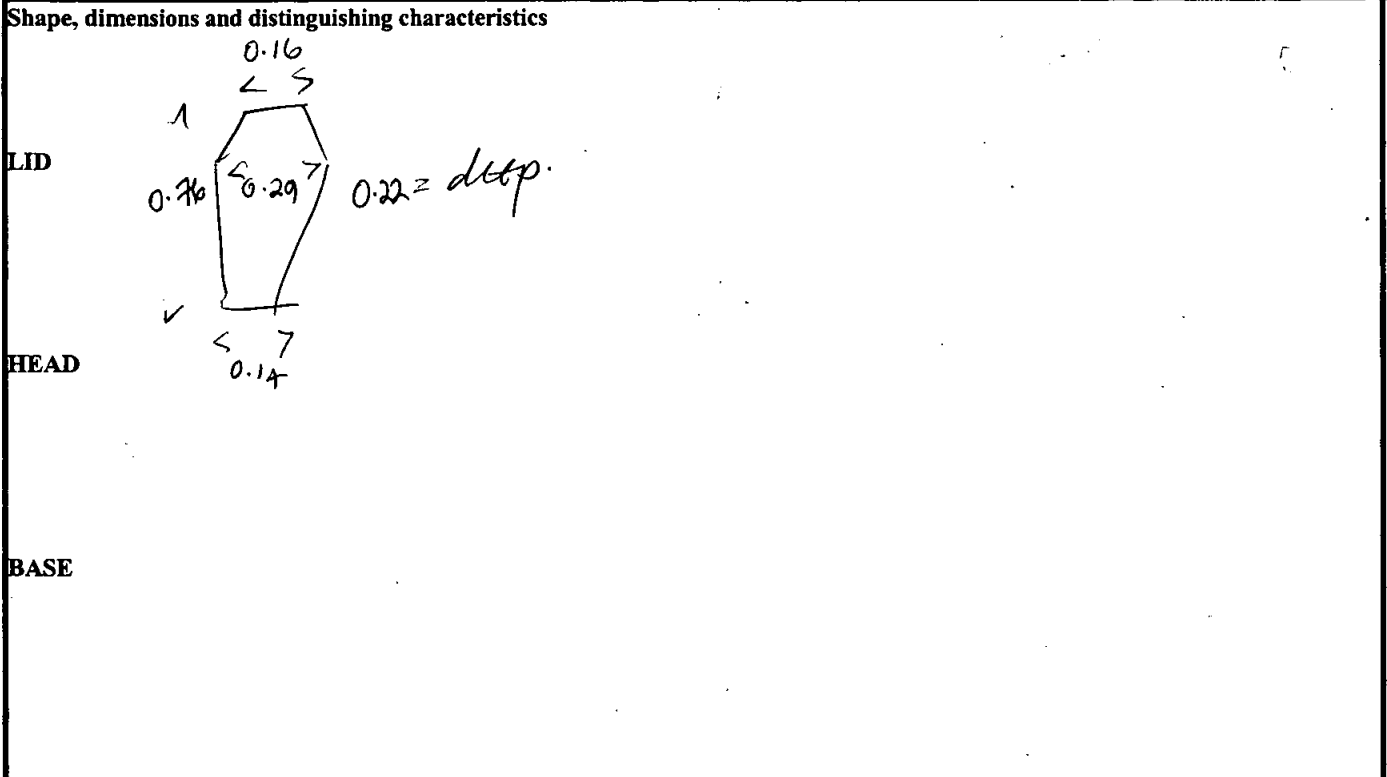 Shape, dimensions and distinguishing characteristics
0.16
LID
0.76 0.29 0.22 = deep.
HEAD
0.14
BASE